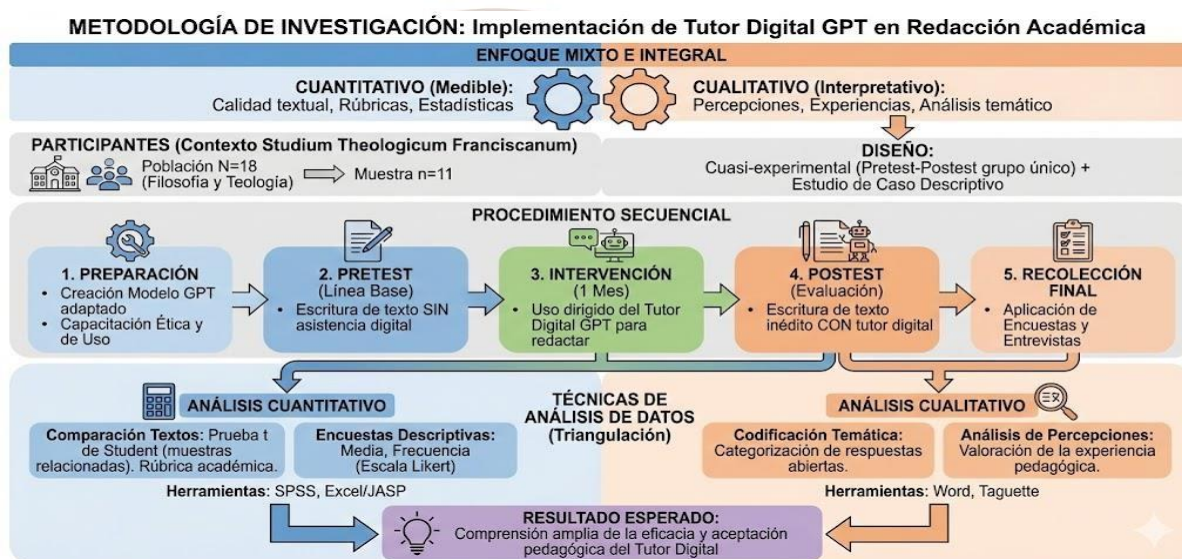 METODOLOGÍA DE INVESTIGACIÓN: Implementación de Tutor Digital GPT en Redacción Académica
ENFOQUE MIXTO E INTEGRAL
CUANTITATIVO (Medible):
Calidad textual, Rúbricas, Estadísticas
CUALITATIVO (Interpretativo):
Percepciones, Experiencias, Análisis temático
PARTICIPANTES (Contexto Studium Theologicum Franciscanum)
Población N=18
(Filosofía y Teología)
Muestra n=11
DISEÑO:
Cuasi-experimental (Pretest-Postest grupo único) +
Estudio de Caso Descriptivo
PROCEDIMIENTO SECUENCIAL
1. PREPARACIÓN
• Creación Modelo GPT
adaptado
• Capacitación Ética y
de Uso
2. PRETEST
(Línea Base)
• Escritura de texto SIN
asistencia digital
3. INTERVENCIÓN
(1 Mes)
• Uso dirigido del Tutor
Digital GPT para
redactar
4. POSTEST
(Evaluación)
• Escritura de texto
inédito CON tutor digital
5. RECOLECCIÓN
FINAL
• Aplicación de
Encuestas y
Entrevistas
ANÁLISIS CUANTITATIVO
Comparación Textos: Prueba t
de Student (muestras
relacionadas). Rúbrica académica.
Encuestas Descriptivas:
Media, Frecuencia
(Escala Likert)
Herramientas: SPSS, Excel/JASP
TÉCNICAS DE
ANÁLISIS DE DATOS
(Triangulación)
ANÁLISIS CUALITATIVO
Codificación Temática:
Categorización de respuestas
abiertas.
Análisis de Percepciones:
Valoración de la experiencia
pedagógica.
Herramientas: Word, Taguette
RESULTADO ESPERADO:
Comprensión amplia de la eficacia y aceptación
pedagógica del Tutor Digital